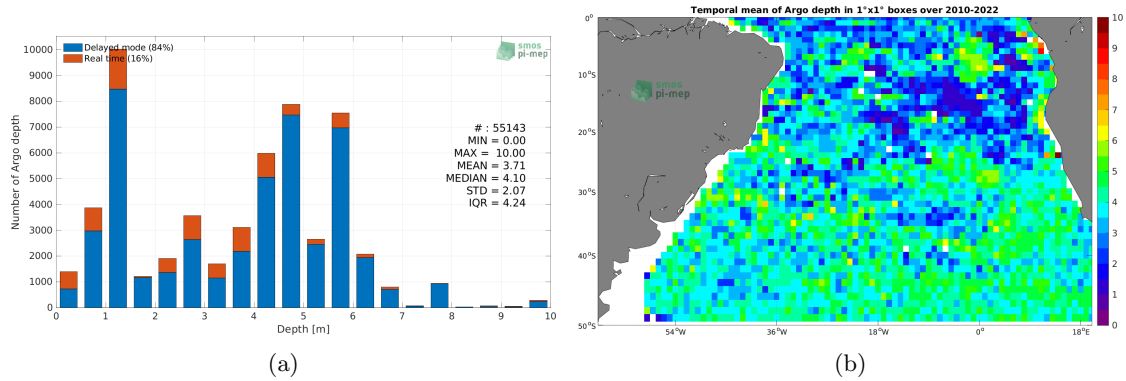 Delayed mode (84%)
Real time (16%)
smos
pi-mep
10000
9000
8000
7000
6000
5000
4000
3000
2000
1000
0
Number of Argo depth
# : 55143
MIN = 0.00
MAX = 10.00
MEAN = 3.71
MEDIAN = 4.10
STD = 2.07
IQR = 4.24
0 1 2 3 4 5 6 7 8 9 10
Depth [m]
(a)
Temporal mean of Argo depth in 1°x1° boxes over 2010-2022
0°
10°S
20°S
30°S
40°S
50°S
smos
pi-mep
54°W 36°W 18°W 0° 18°E
10
9
8
7
6
5
4
3
2
1
0
(b)